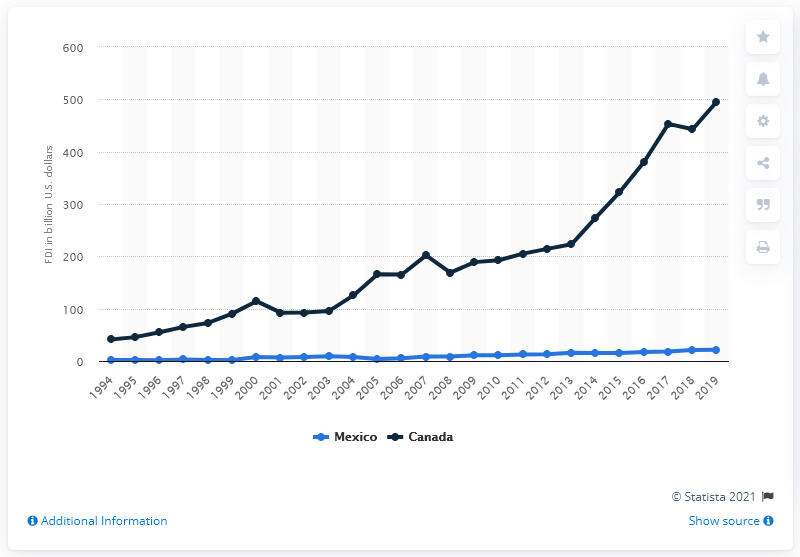 600
500
400
300
200
100
0
FDI in billion U.S. dollars
1994 1995 1996 1997 1998 1999 2000 2001 2002 2003 2004 2005 2006 2007 2008 2009 2010 2011 2012 2013 2014 2015 2016 2017 2018 2019
Mexico Canada
© Statista 2021
Additional Information Show source